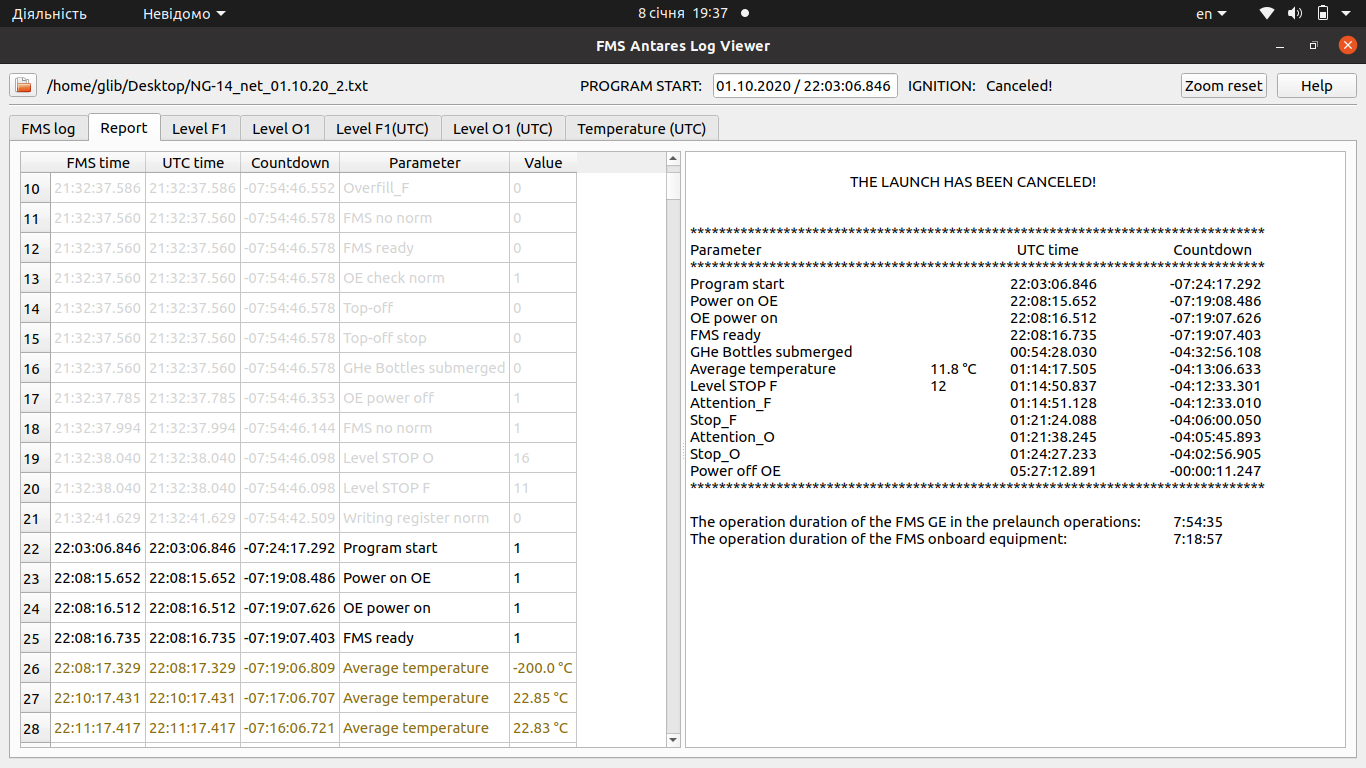 Діяльність Невідомо 8 січня 19:37 en
FMS Antares Log Viewer
/home/glib/Desktop/NG-14_net_01.10.20_2.txt PROGRAM START: 01.10.2020 / 22:03:06.846 IGNITION: Canceled! Zoom reset Help
FMS log Report Level F1 Level O1 Level F1(UTC) Level O1 (UTC) Temperature (UTC)
FMS time UTC time Countdown Parameter Value
10 21:32:37.586 21:32:37.586 -07:54:46.552 Overfill_F 0
11 21:32:37.560 21:32:37.560 -07:54:46.578 FMS no norm 0
12 21:32:37.560 21:32:37.560 -07:54:46.578 FMS ready 0
13 21:32:37.560 21:32:37.560 -07:54:46.578 OE check norm 1
14 21:32:37.560 21:32:37.560 -07:54:46.578 Top-off 0
15 21:32:37.560 21:32:37.560 -07:54:46.578 Top-off stop 0
16 21:32:37.560 21:32:37.560 -07:54:46.578 GHe Bottles submerged 0
17 21:32:37.785 21:32:37.785 -07:54:46.353 OE power off 1
18 21:32:37.994 21:32:37.994 -07:54:46.144 FMS no norm 1
19 21:32:38.040 21:32:38.040 -07:54:46.098 Level STOP O 16
20 21:32:38.040 21:32:38.040 -07:54:46.098 Level STOP F 11
21 21:32:41.629 21:32:41.629 -07:54:42.509 Writing register norm 0
22 22:03:06.846 22:03:06.846 -07:24:17.292 Program start 1
23 22:08:15.652 22:08:15.652 -07:19:08.486 Power on OE 1
24 22:08:16.512 22:08:16.512 -07:19:07.626 OE power on 1
25 22:08:16.735 22:08:16.735 -07:19:07.403 FMS ready 1
26 22:08:17.329 22:08:17.329 -07:19:06.809 Average temperature -200.0 °C
27 22:10:17.431 22:10:17.431 -07:17:06.707 Average temperature 22.85 °C
28 22:11:17.417 22:11:17.417 -07:16:06.721 Average temperature 22.83 °C
THE LAUNCH HAS BEEN CANCELED!
********************************************************************************
Parameter UTC time Countdown
********************************************************************************
Program start 22:03:06.846 -07:24:17.292
Power on OE 22:08:15.652 -07:19:08.486
OE power on 22:08:16.512 -07:19:07.626
FMS ready 22:08:16.735 -07:19:07.403
GHe Bottles submerged 00:54:28.030 -04:32:56.108
Average temperature 11.8 °C 01:14:17.505 -04:13:06.633
Level STOP F 12 01:14:50.837 -04:12:33.301
Attention_F 01:14:51.128 -04:12:33.010
Stop_F 01:21:24.088 -04:06:00.050
Attention_O 01:21:38.245 -04:05:45.893
Stop_O 01:24:27.233 -04:02:56.905
Power off OE 05:27:12.891 -00:00:11.247
********************************************************************************
The operation duration of the FMS GE in the prelaunch operations: 7:54:35
The operation duration of the FMS onboard equipment: 7:18:57